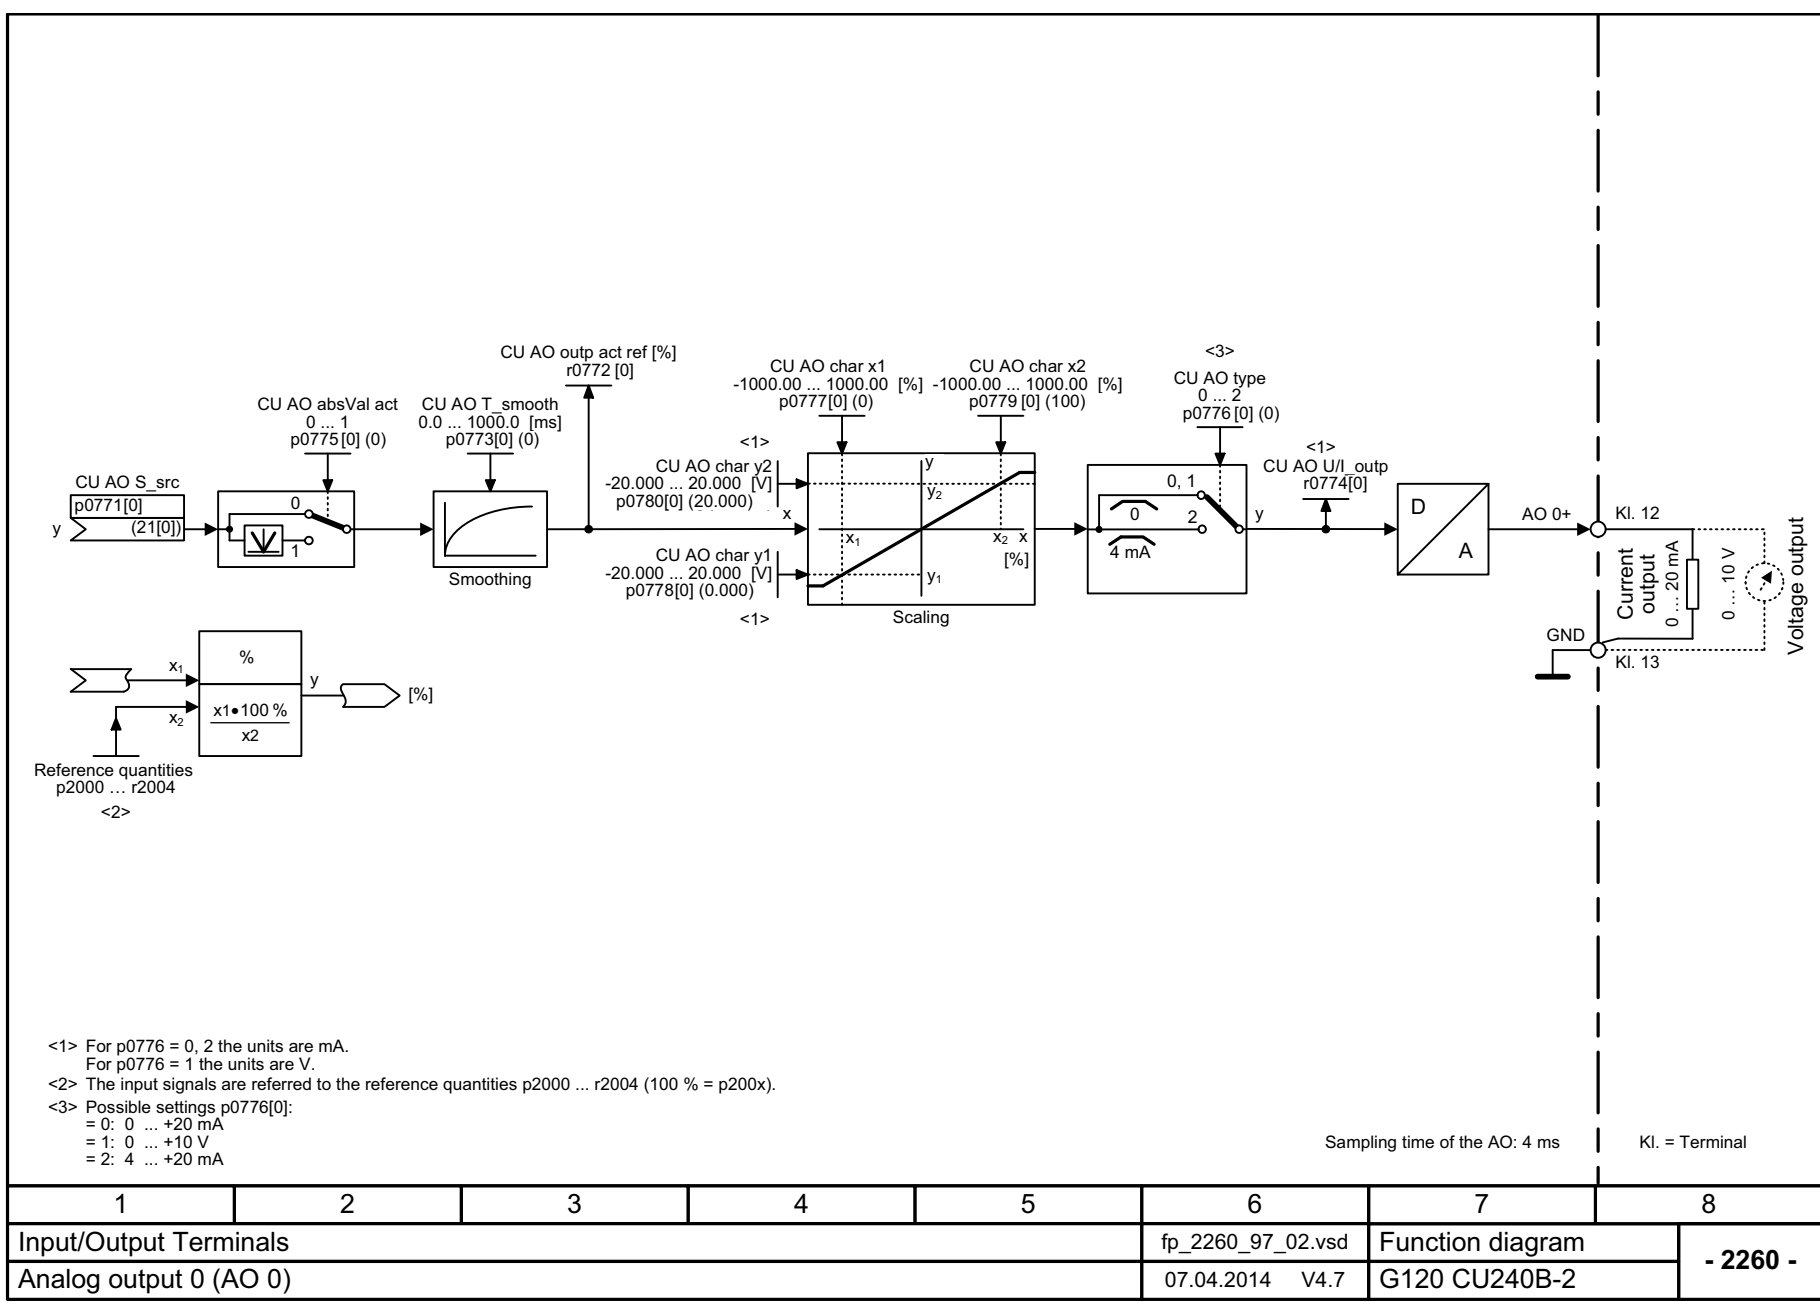 CU AO S_src
p0771[0]
(21[0])
y
CU AO absVal act
0 ... 1
p0775[0] (0)
0
1
CU AO T_smooth
0.0 ... 1000.0 [ms]
p0773[0] (0)
Smoothing
CU AO outp act ref [%]
r0772 [0]
<1>
CU AO char y2
-20.000 ... 20.000 [V]
p0780[0] (20.000)
x
CU AO char y1
-20.000 ... 20.000 [V]
p0778[0] (0.000)
<1>
CU AO char x1
-1000.00 ... 1000.00 [%]
p0777[0] (0)
CU AO char x2
-1000.00 ... 1000.00 [%]
p0779 [0] (100)
y
y2
x1
x2 x
[%]
y1
Scaling
<3>
CU AO type
0 ... 2
p0776 [0] (0)
0, 1
0
2
4 mA
y
<1>
CU AO U/I_outp
r0774[0]
D
A
AO 0+
Kl. 12
Current
output
0 ... 20 mA
0 ... 10 V
Voltage output
GND
Kl. 13
x1
x2
%
x1•100 %
x2
y
[%]
Reference quantities
p2000 ... r2004
<2>
<1> For p0776 = 0, 2 the units are mA.
For p0776 = 1 the units are V.
<2> The input signals are referred to the reference quantities p2000 ... r2004 (100 % = p200x).
<3> Possible settings p0776[0]:
= 0: 0 ... +20 mA
= 1: 0 ... +10 V
= 2: 4 ... +20 mA
Sampling time of the AO: 4 ms
Kl. = Terminal
1 2 3 4 5 6 7 8
Input/Output Terminals
fp_2260_97_02.vsd
Function diagram
- 2260 -
Analog output 0 (AO 0)
07.04.2014 V4.7
G120 CU240B-2